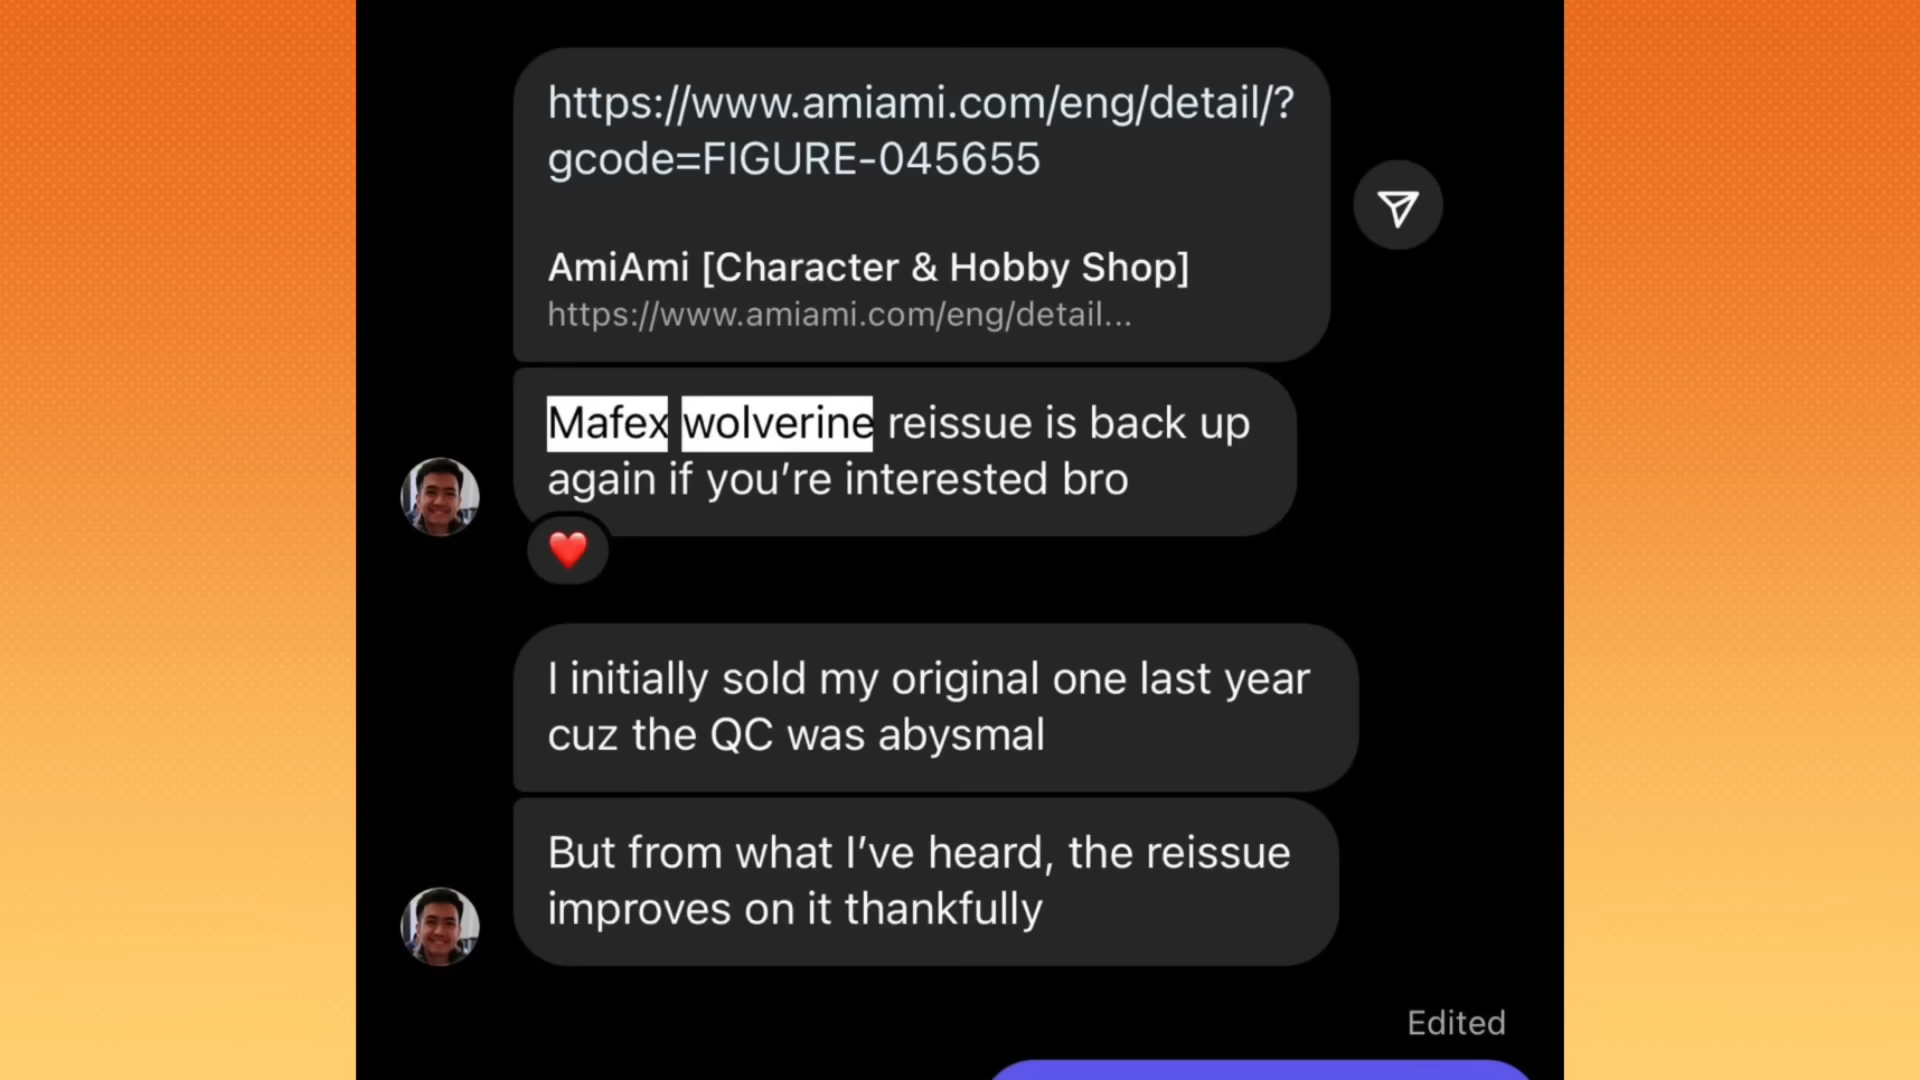 https://www.amiami.com/eng/detail/?
gcode=FIGURE-045655
AmiAmi [Character & Hobby Shop]
https://www.amiami.com/eng/detail...
Mafex wolverine reissue is back up
again if you’re interested bro
I initially sold my original one last year
cuz the QC was abysmal
But from what I’ve heard, the reissue
improves on it thankfully
Edited